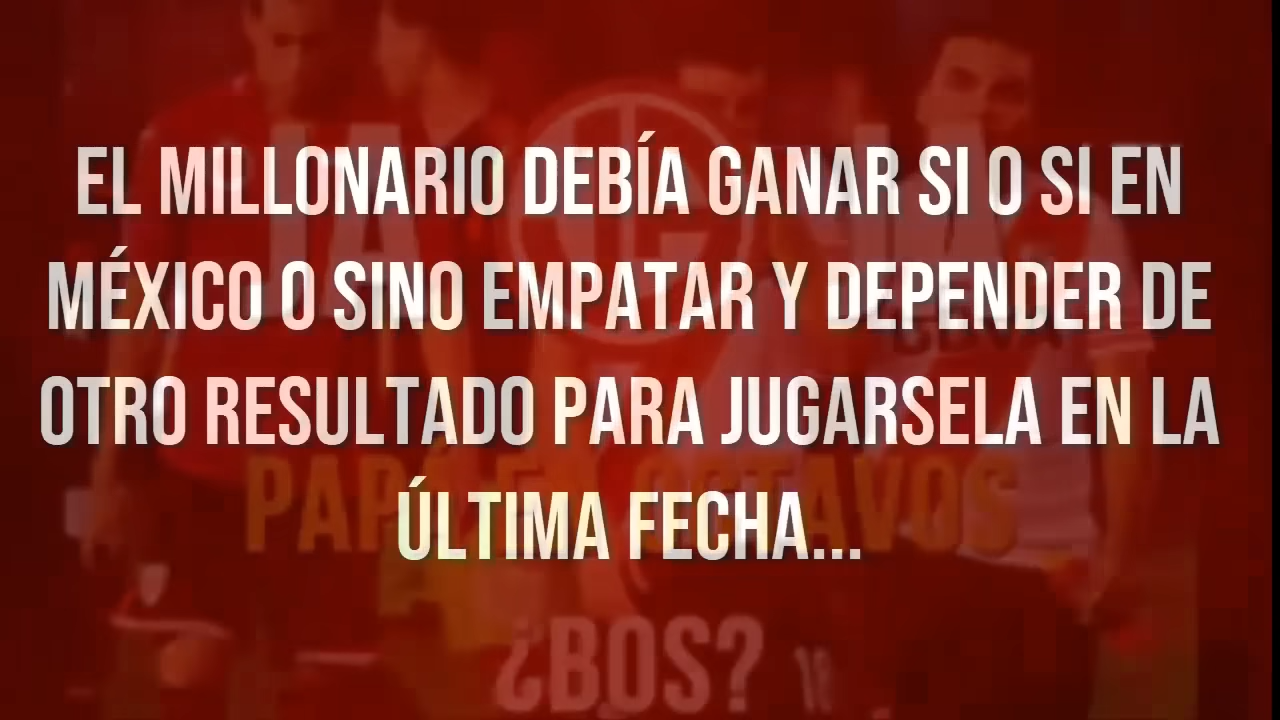 EL MILLONARIO DEBÍA GANAR SI O SI EN
MÉXICO O SINO EMPATAR Y DEPENDER DE
OTRO RESULTADO PARA JUGARSELA EN LA
ÚLTIMA FECHA...
¿BOS?